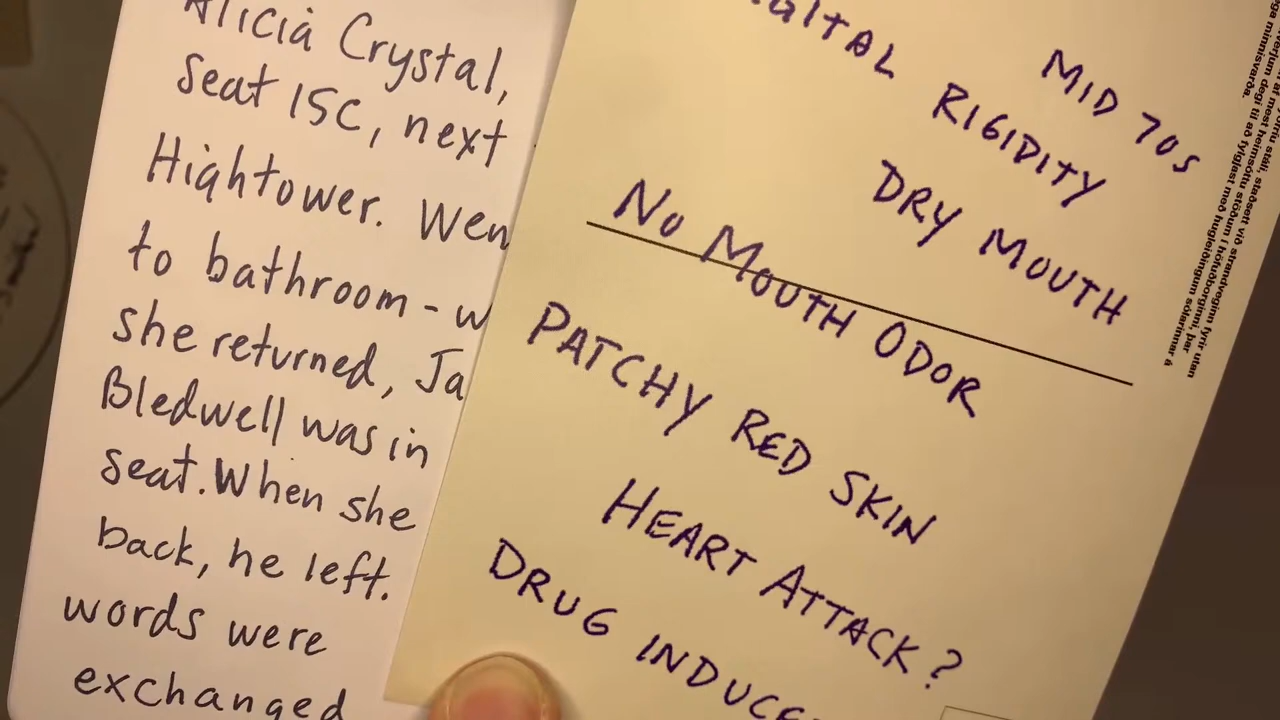 Alicia Crystal,
Seat 15C, next
Hightower. Wen
to bathroom - w
she returned, Ja
Bledwell was in
seat. When she
back, he left.
words were
exchanged
MID 70s
RIGIDITY
DRY MOUTH
NO MOUTH ODOR
PATCHY RED SKIN
HEART ATTACK?
DRUG INDUCE